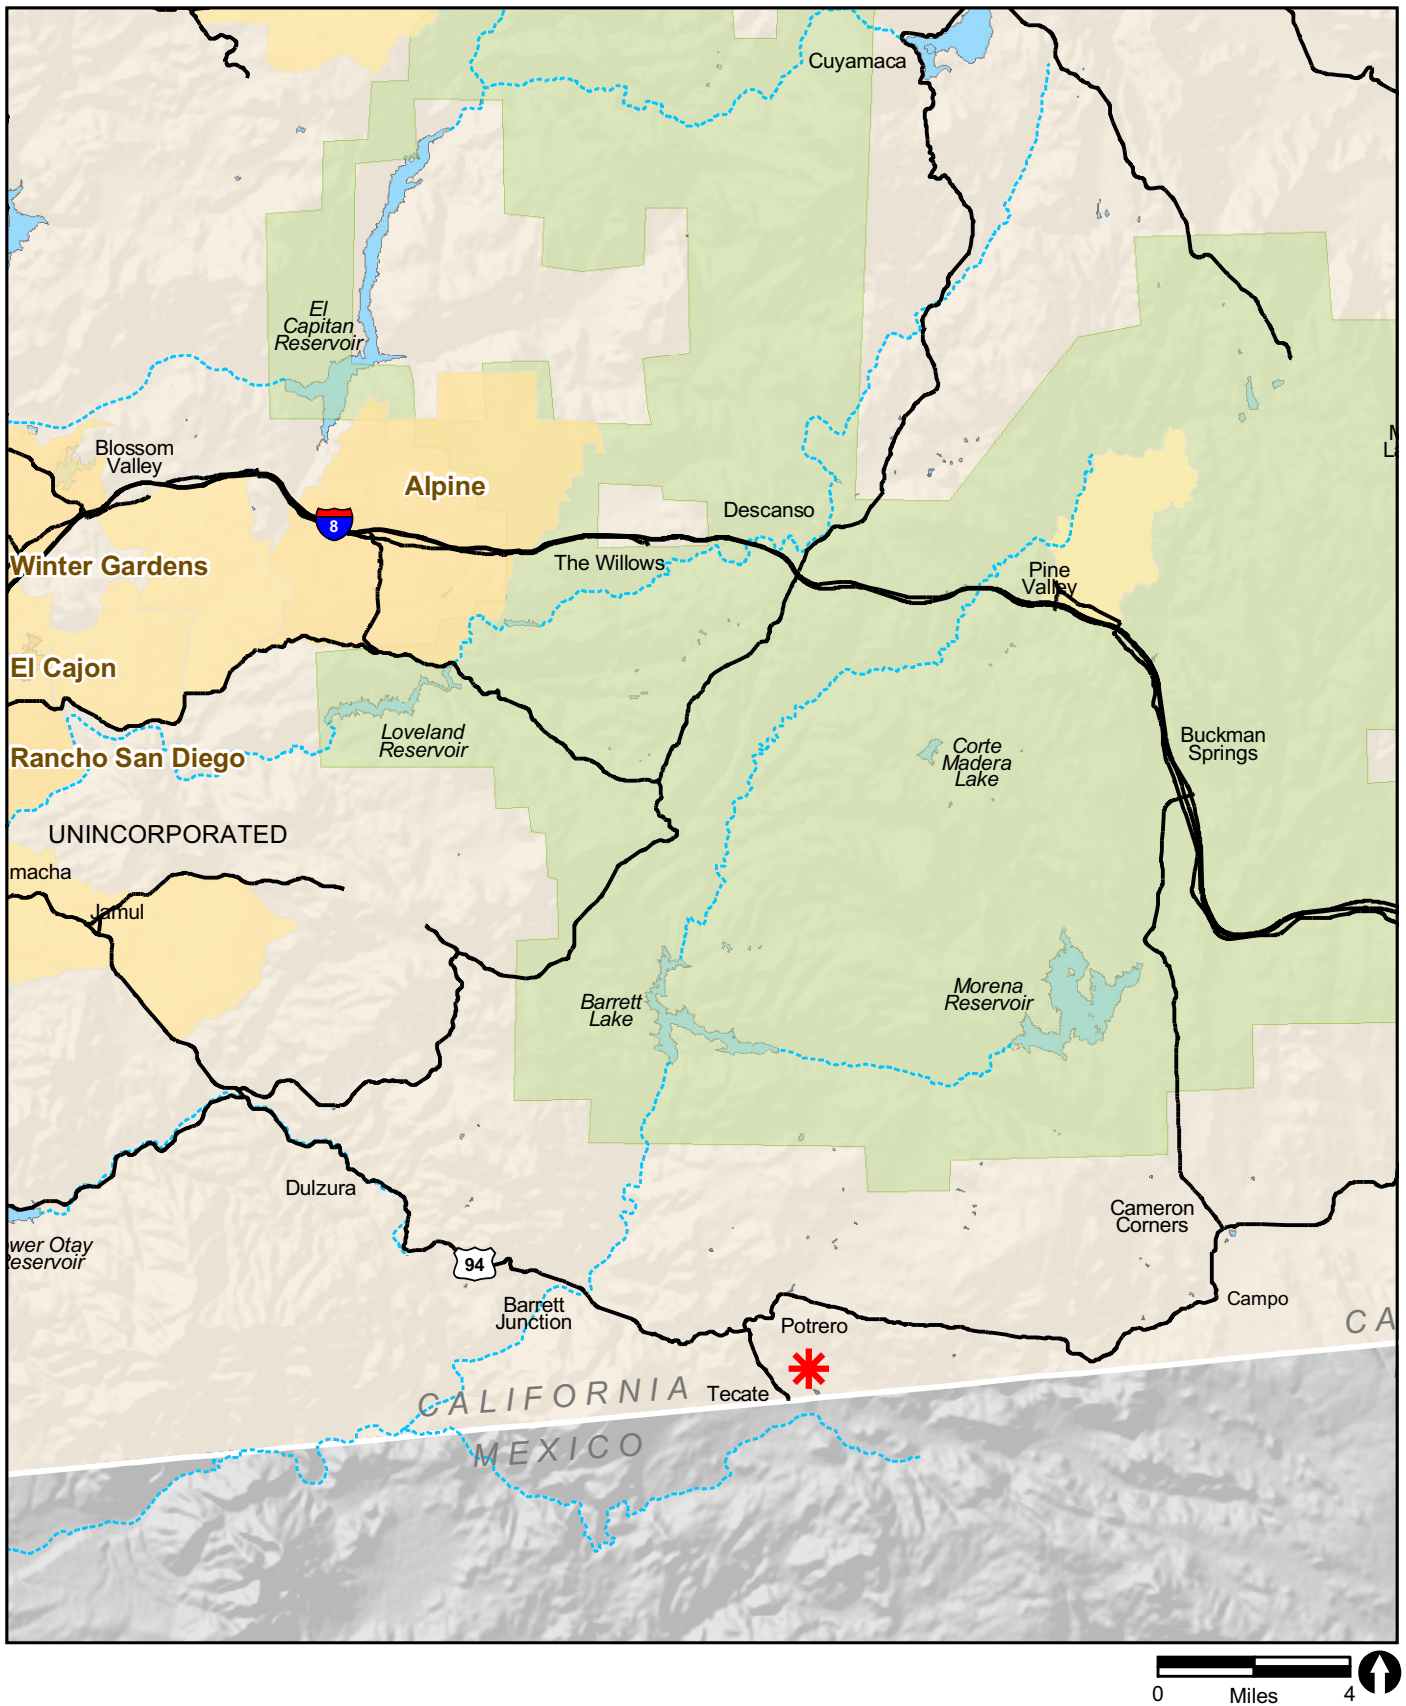 Cuyamaca
El
Capitan
Reservoir
Blossom
Valley
Alpine
8
Descanso
The Willows
Winter Gardens
Pine
Valley
El Cajon
Loveland
Reservoir
Corte
Madera
Lake
Buckman
Springs
Rancho San Diego
UNINCORPORATED
macha
Jamul
Barrett
Lake
Morena
Reservoir
Dulzura
Cameron
Corners
wer Otay
Reservoir
94
Barrett
Junction
Campo
Potrero
CA
Tecate
CALIFORNIA
MEXICO
0 Miles 4